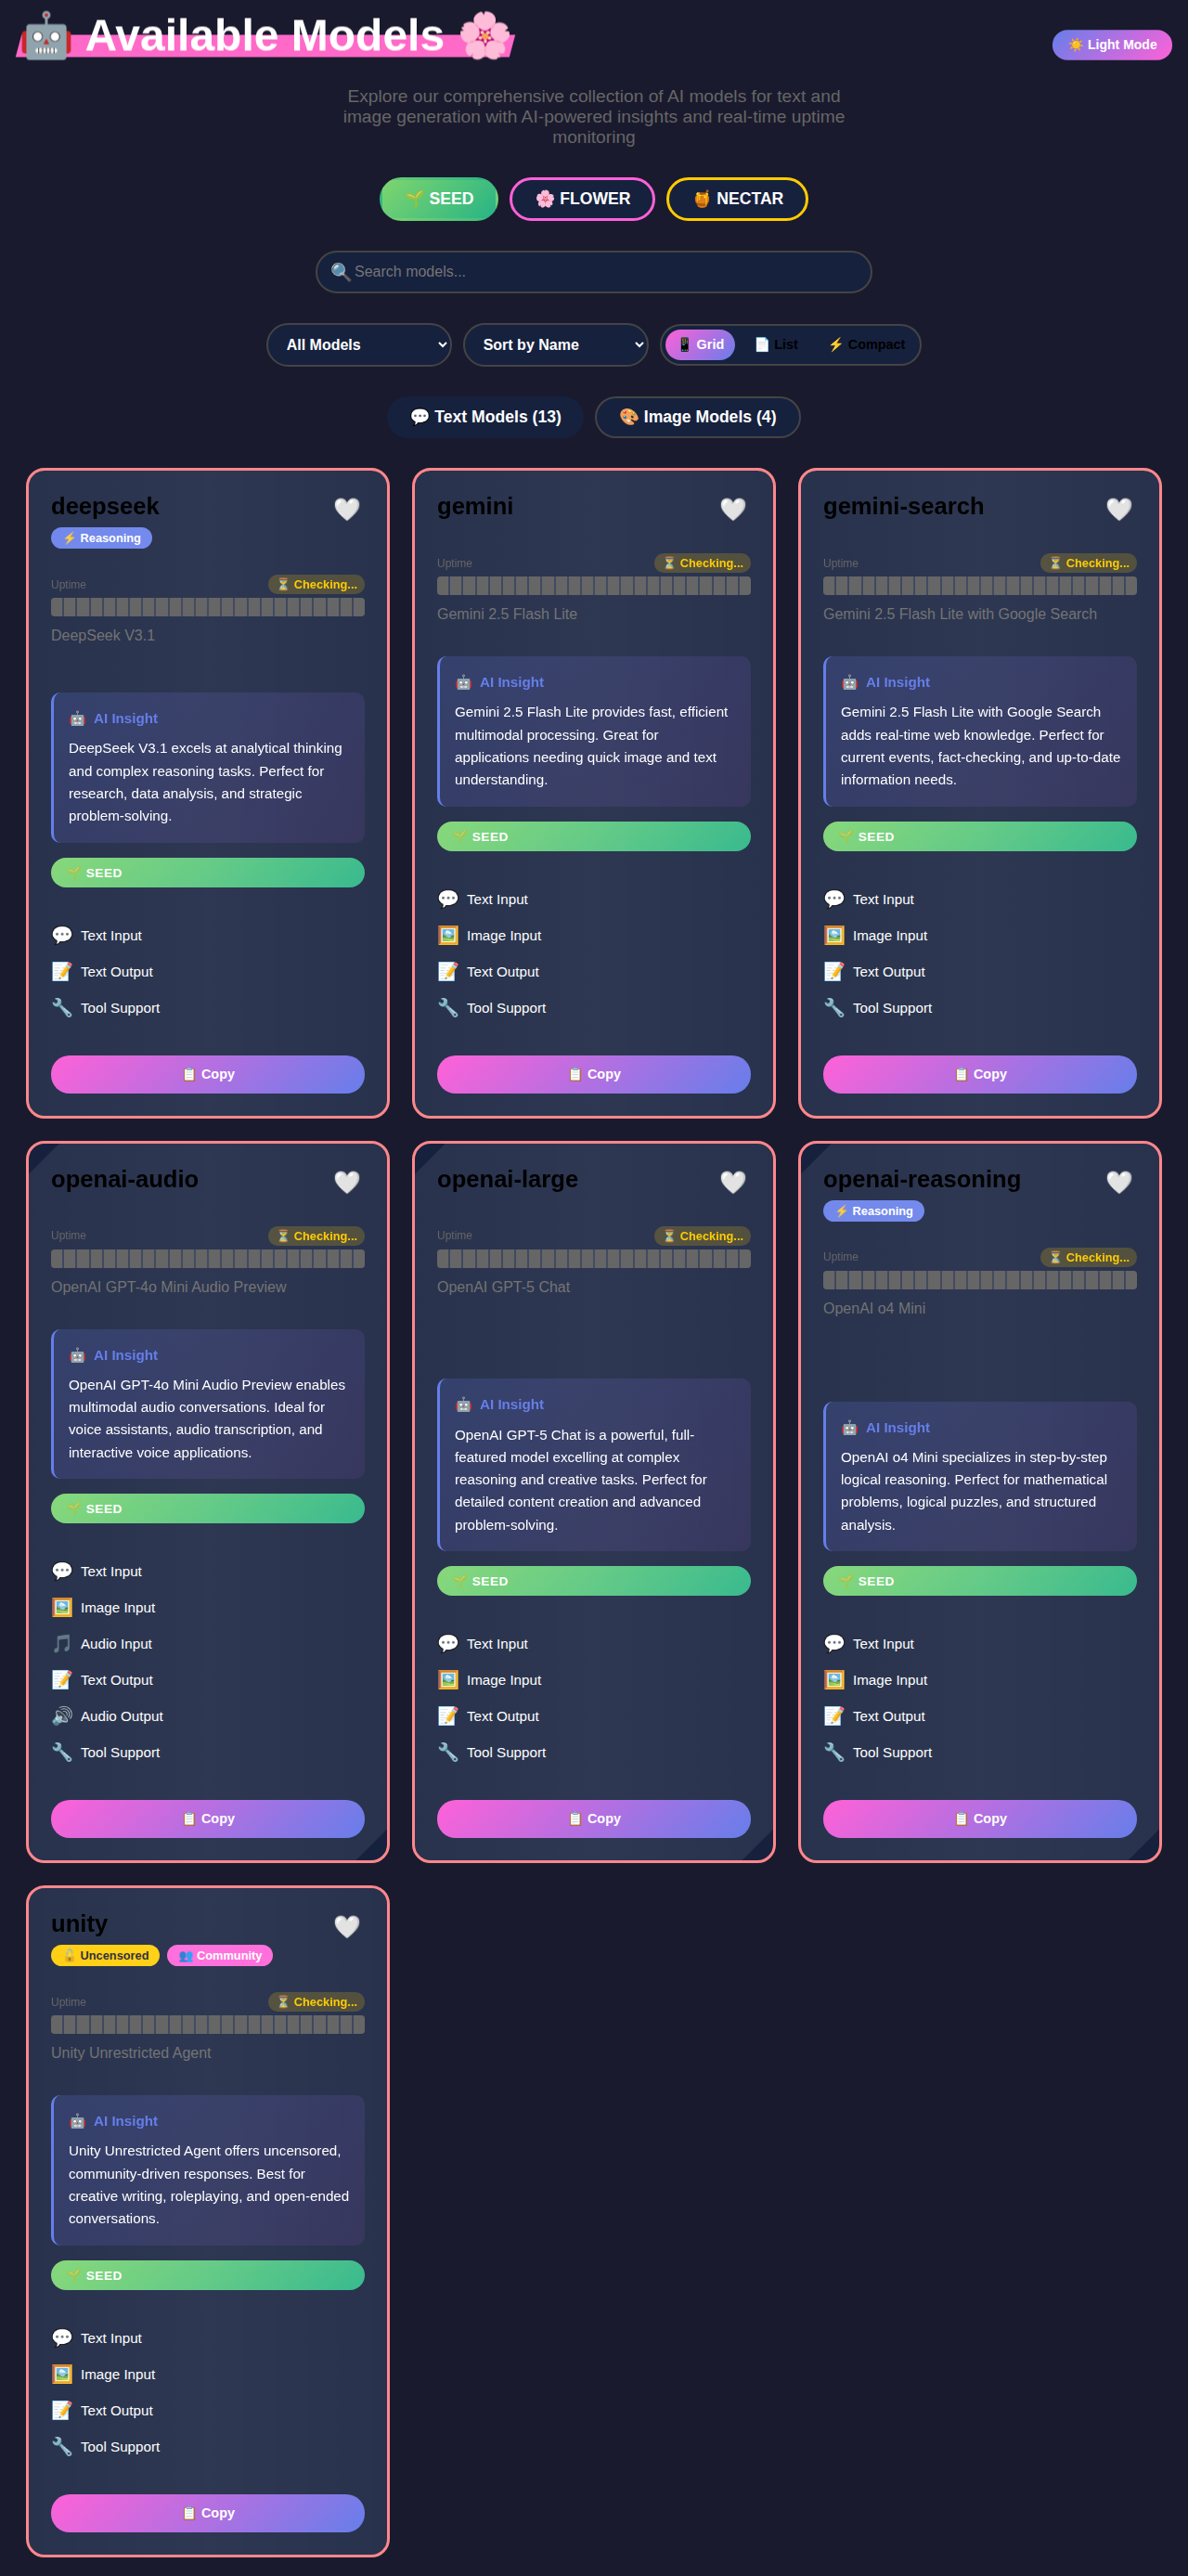 🤖 Available Models 🌸
☀️ Light Mode
Explore our comprehensive collection of AI models for text and
image generation with AI-powered insights and real-time uptime
monitoring
🌱 SEED
🌸 FLOWER
🍯 NECTAR
🔍 Search models...
All Models
Sort by Name
📱 Grid
📄 List
⚡ Compact
💬 Text Models (13)
🎨 Image Models (4)
deepseek
⚡ Reasoning
Uptime
⏳ Checking...
DeepSeek V3.1
🤖 AI Insight
DeepSeek V3.1 excels at analytical thinking
and complex reasoning tasks. Perfect for
research, data analysis, and strategic
problem-solving.
🌱 SEED
💬 Text Input
📝 Text Output
🔧 Tool Support
📋 Copy
gemini
Uptime
⏳ Checking...
Gemini 2.5 Flash Lite
🤖 AI Insight
Gemini 2.5 Flash Lite provides fast, efficient
multimodal processing. Great for
applications needing quick image and text
understanding.
🌱 SEED
💬 Text Input
🖼️ Image Input
📝 Text Output
🔧 Tool Support
📋 Copy
gemini-search
Uptime
⏳ Checking...
Gemini 2.5 Flash Lite with Google Search
🤖 AI Insight
Gemini 2.5 Flash Lite with Google Search
adds real-time web knowledge. Perfect for
current events, fact-checking, and up-to-date
information needs.
🌱 SEED
💬 Text Input
🖼️ Image Input
📝 Text Output
🔧 Tool Support
📋 Copy
openai-audio
Uptime
⏳ Checking...
OpenAI GPT-4o Mini Audio Preview
🤖 AI Insight
OpenAI GPT-4o Mini Audio Preview enables
multimodal audio conversations. Ideal for
voice assistants, audio transcription, and
interactive voice applications.
🌱 SEED
💬 Text Input
🖼️ Image Input
🎵 Audio Input
📝 Text Output
🔊 Audio Output
🔧 Tool Support
📋 Copy
openai-large
Uptime
⏳ Checking...
OpenAI GPT-5 Chat
🤖 AI Insight
OpenAI GPT-5 Chat is a powerful, full-
featured model excelling at complex
reasoning and creative tasks. Perfect for
detailed content creation and advanced
problem-solving.
🌱 SEED
💬 Text Input
🖼️ Image Input
📝 Text Output
🔧 Tool Support
📋 Copy
openai-reasoning
⚡ Reasoning
Uptime
⏳ Checking...
OpenAI o4 Mini
🤖 AI Insight
OpenAI o4 Mini specializes in step-by-step
logical reasoning. Perfect for mathematical
problems, logical puzzles, and structured
analysis.
🌱 SEED
💬 Text Input
🖼️ Image Input
📝 Text Output
🔧 Tool Support
📋 Copy
unity
🔓 Uncensored
👥 Community
Uptime
⏳ Checking...
Unity Unrestricted Agent
🤖 AI Insight
Unity Unrestricted Agent offers uncensored,
community-driven responses. Best for
creative writing, roleplaying, and open-ended
conversations.
🌱 SEED
💬 Text Input
🖼️ Image Input
📝 Text Output
🔧 Tool Support
📋 Copy